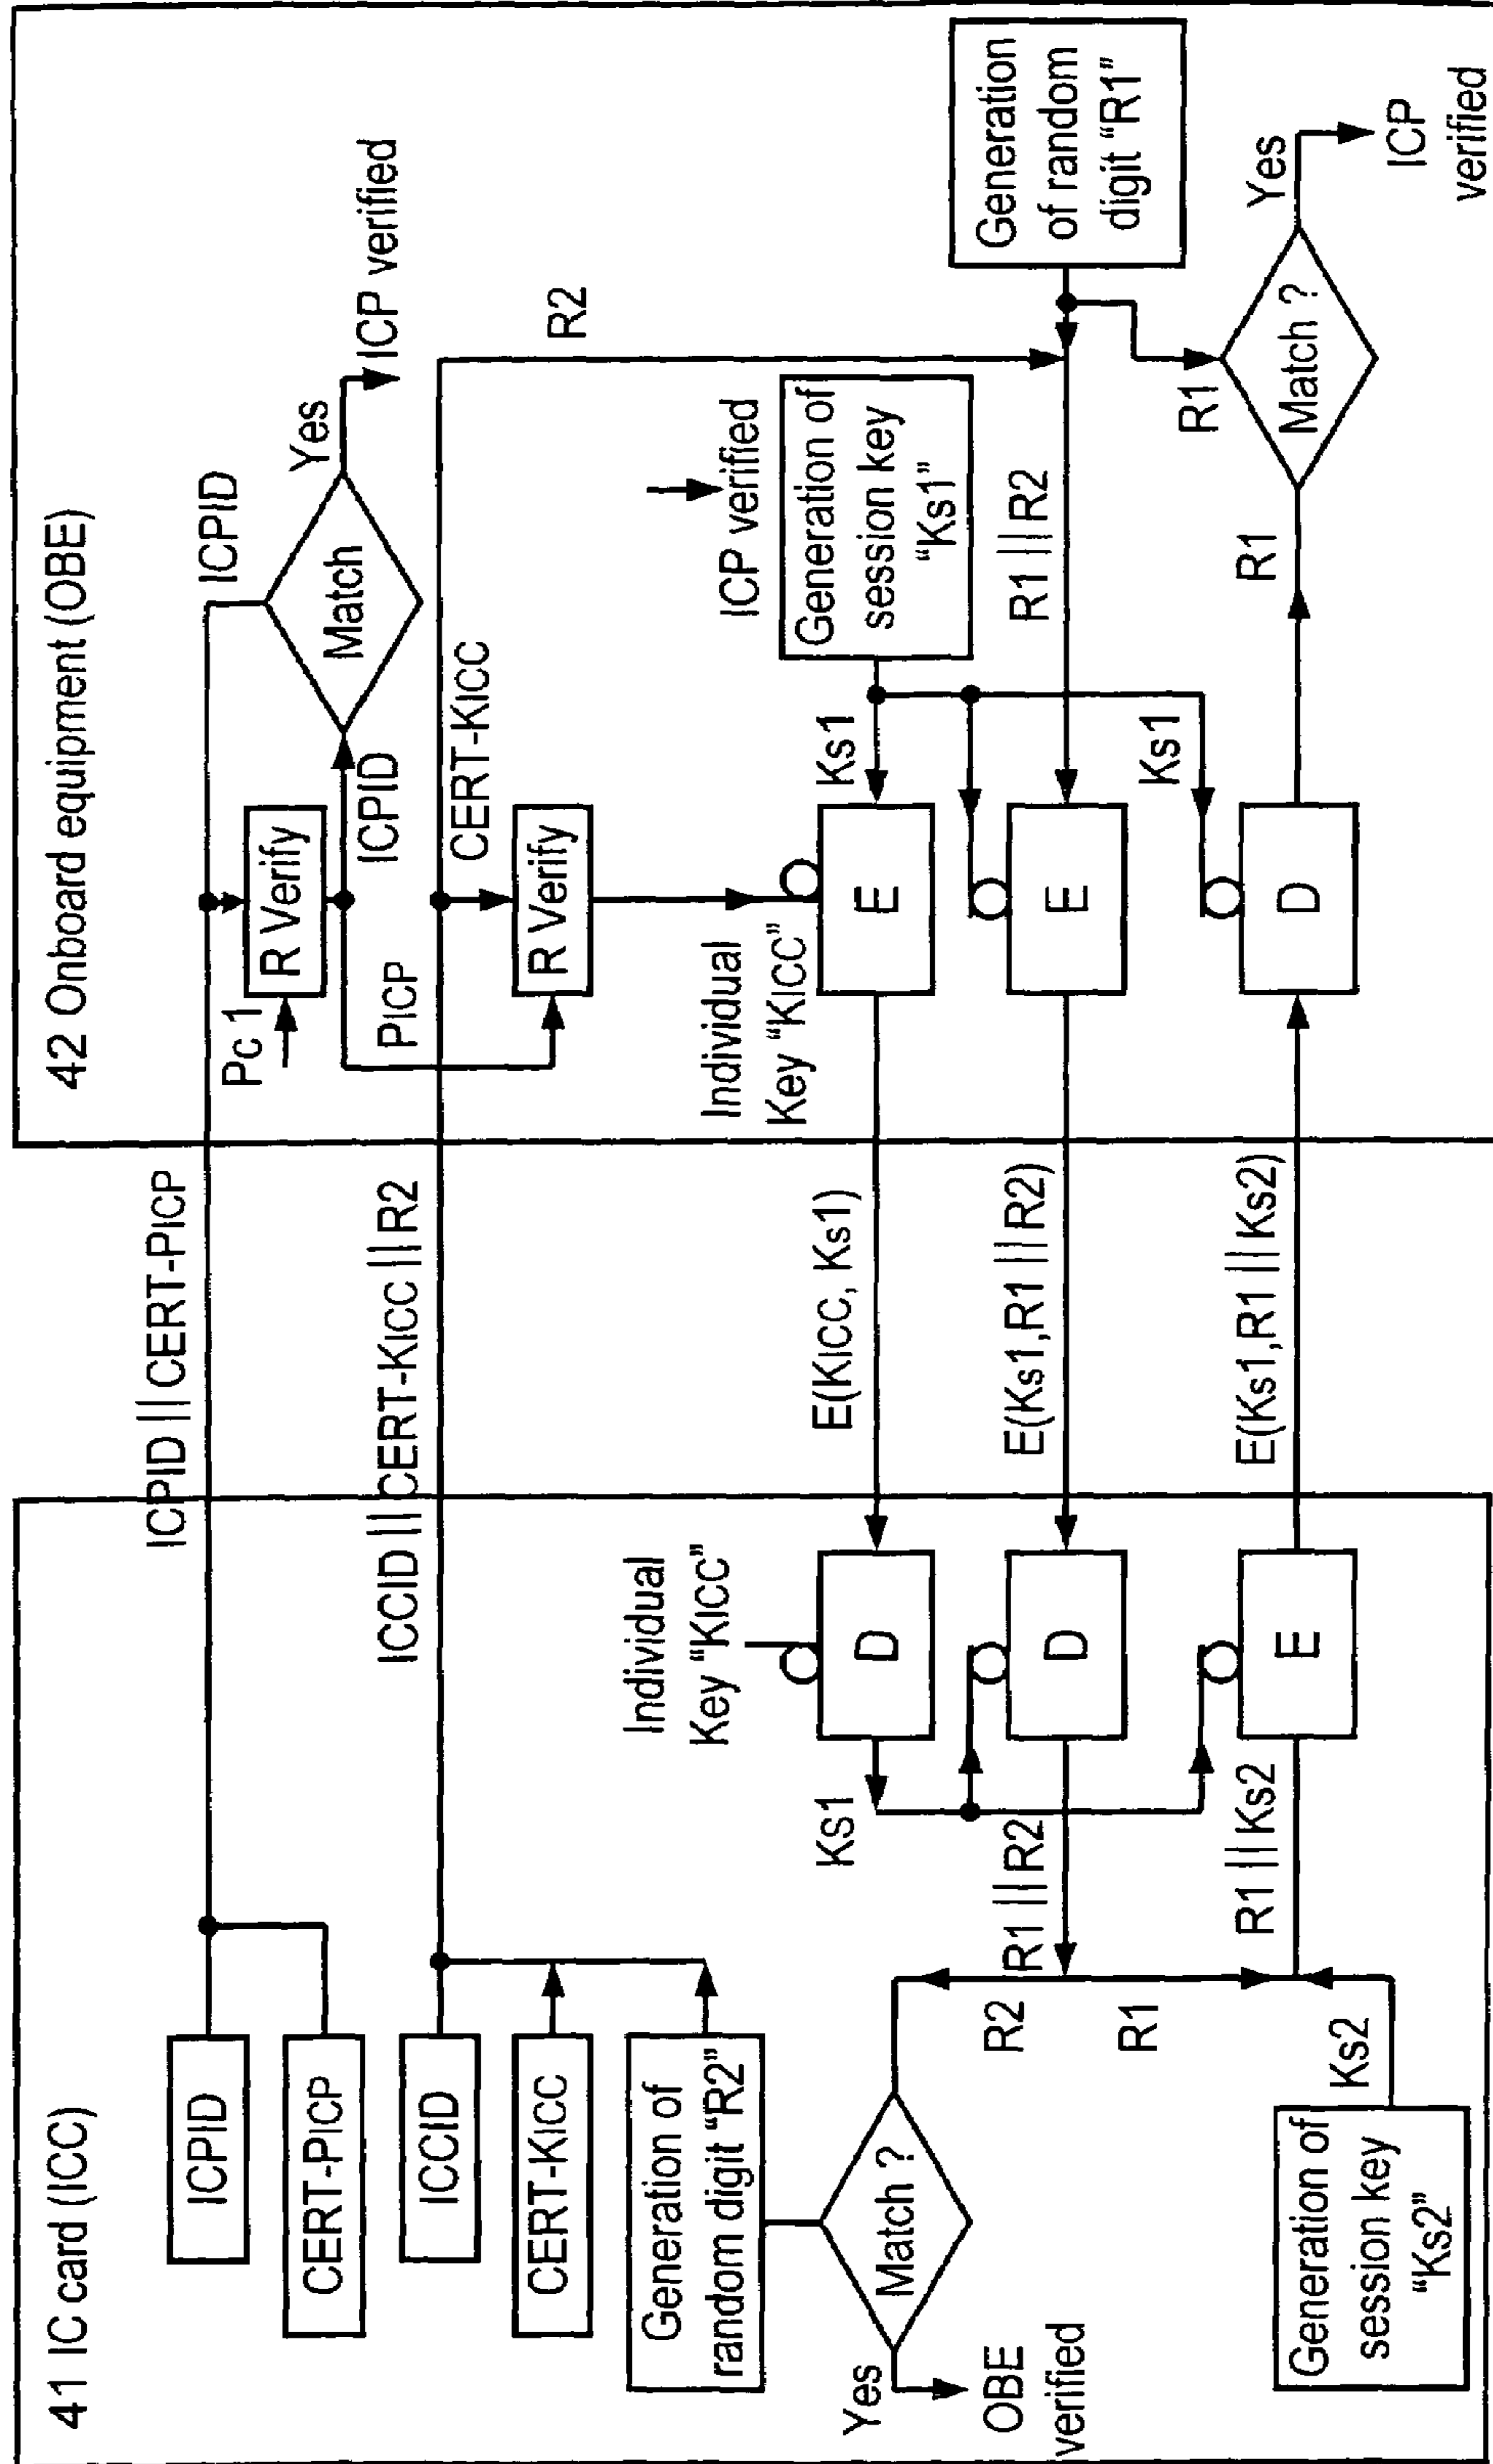 41 IC card (ICC)
ICPID
CERT-PICP
ICCID
CERT-KICC
Generation of
random digit “R2”
Match ?
Yes
OBE
verified
R2
R1
R1 || R2
Ks2
Generation of
session key
“Ks2”
Individual
Key “KICC”
D
Ks1
D
E
R1 || Ks2
ICPID || CERT-PICP
ICCID || CERT-KICC || R2
E(KICC, Ks1)
E(Ks1,R1 || R2)
E(Ks1,R1 || Ks2)
42 Onboard equipment (OBE)
Pc 1
R Verify
ICPID
ICPID
Match
Yes
ICP verified
PICP
CERT-KICC
R Verify
R2
Individual
Key “KICC”
E
Ks1
ICP verified
Generation of
session key
“Ks1”
E
R1 || R2
Generation
of random
digit “R1”
D
Ks1
R1
R1
Match ?
Yes
ICP
verified